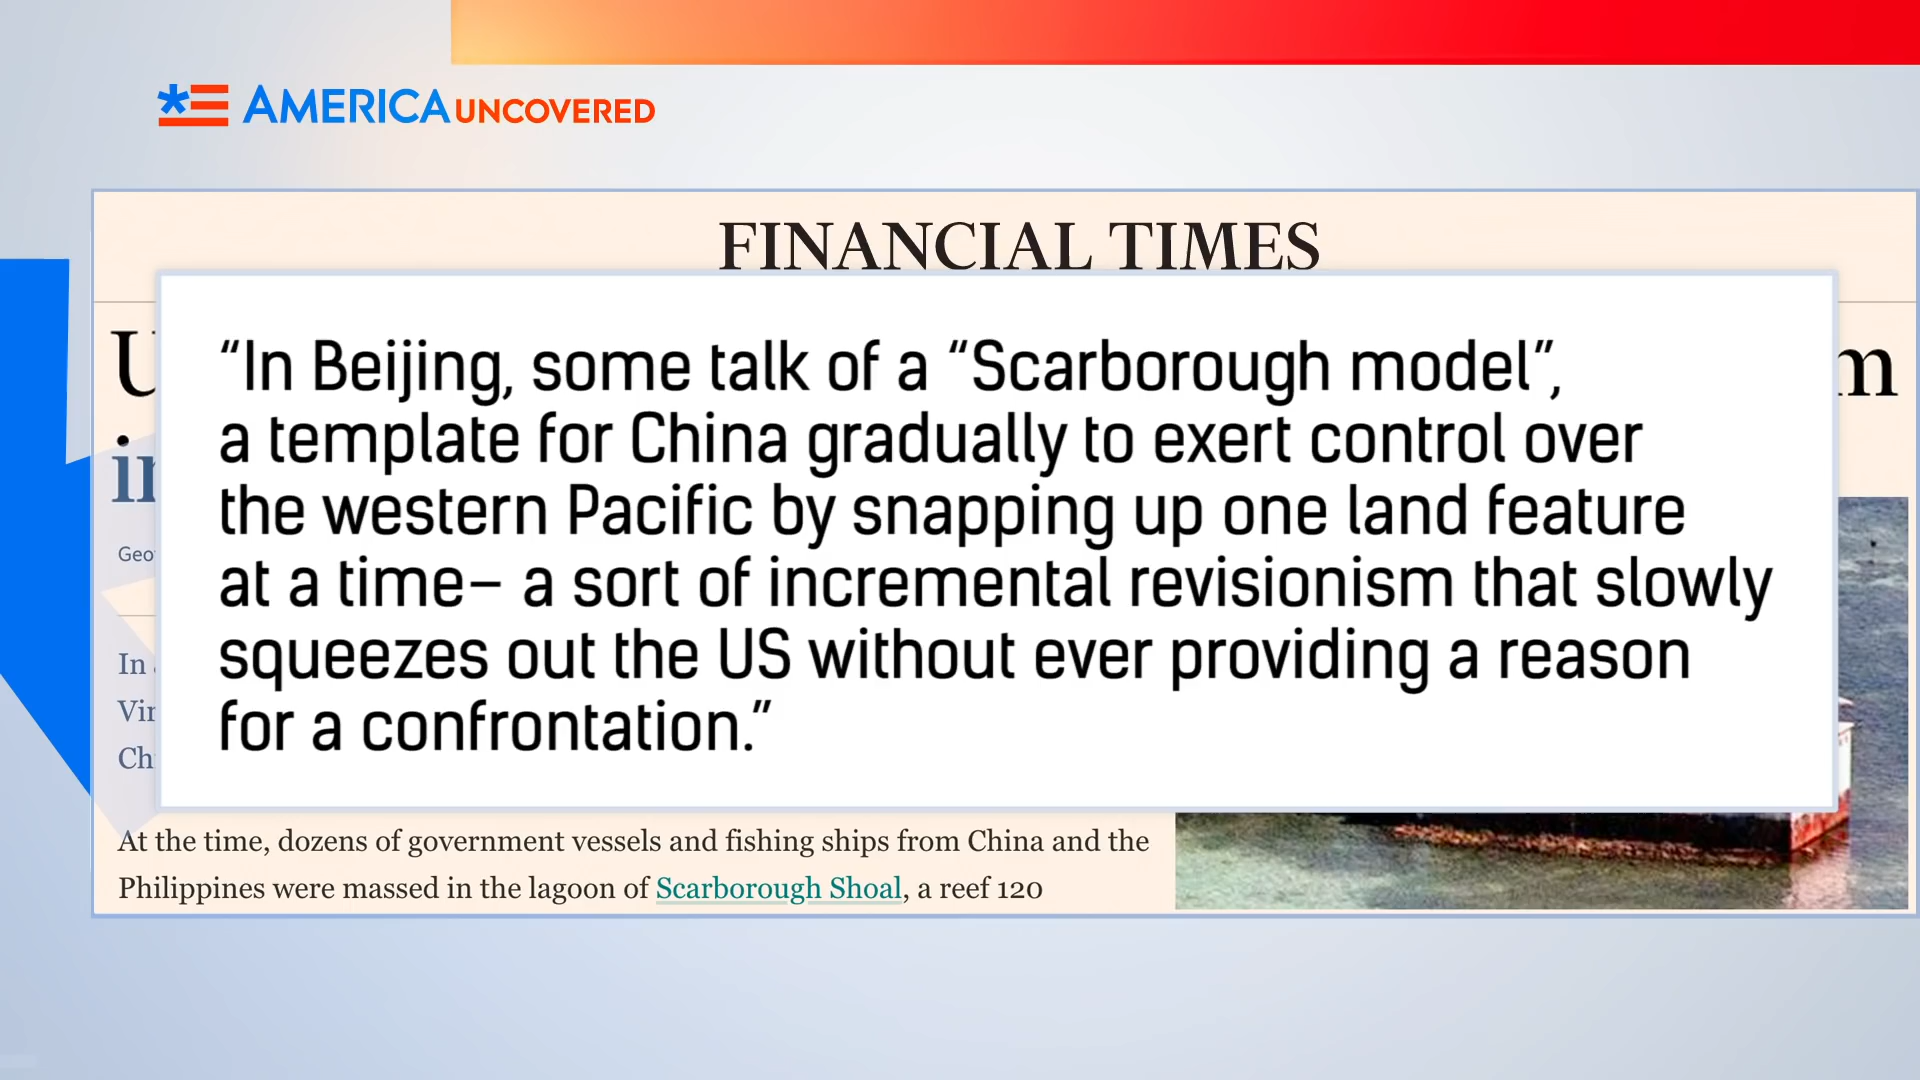 AMERICA UNCOVERED
FINANCIAL TIMES
“In Beijing, some talk of a “Scarborough model”,
a template for China gradually to exert control over
the western Pacific by snapping up one land feature
at a time– a sort of incremental revisionism that slowly
squeezes out the US without ever providing a reason
for a confrontation.”
In
At the time, dozens of government vessels and fishing ships from China and the
Philippines were massed in the lagoon of Scarborough Shoal, a reef 120